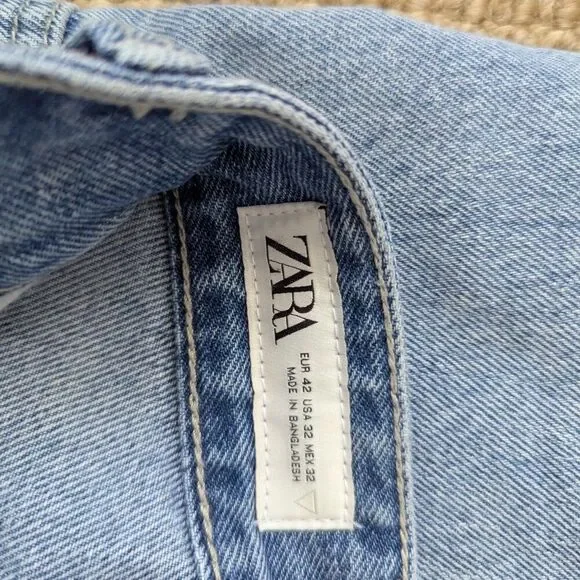 ZARA
EUR 42 USA 32 MEX 32
MADE IN BANGLADESH